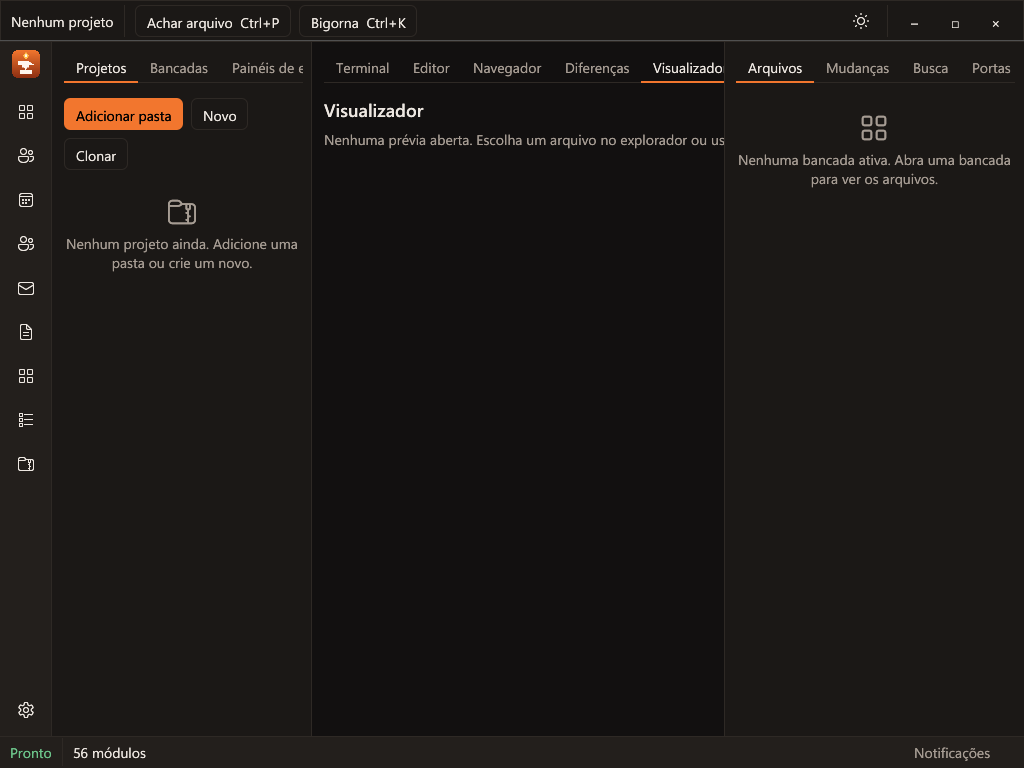 Nenhum projeto
Achar arquivo Ctrl+P
Bigorna Ctrl+K
Projetos
Bancadas
Painéis de e
Adicionar pasta
Novo
Clonar
Nenhum projeto ainda. Adicione uma
pasta ou crie um novo.
Terminal
Editor
Navegador
Diferenças
Visualizado
Visualizador
Nenhuma prévia aberta. Escolha um arquivo no explorador ou us
Arquivos
Mudanças
Busca
Portas
Nenhuma bancada ativa. Abra uma bancada
para ver os arquivos.
Pronto
56 módulos
Notificações